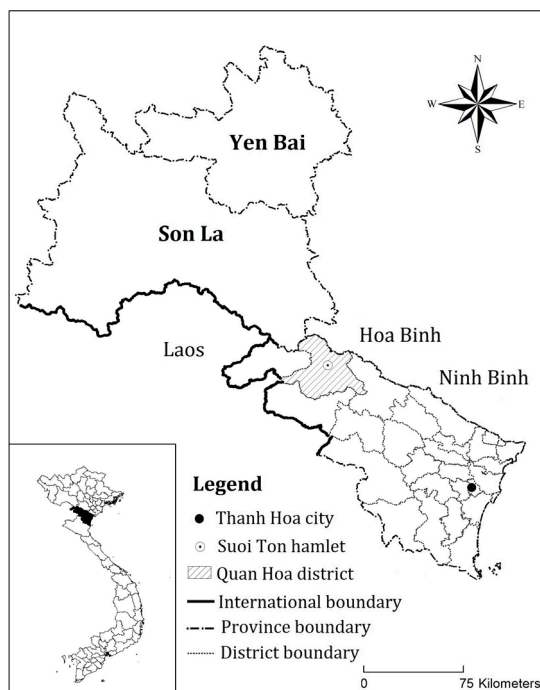 N
W E
S
Yen Bai
Son La
Hoa Binh
Laos
Ninh Binh
Legend
Thanh Hoa city
Suoi Ton hamlet
Quan Hoa district
International boundary
Province boundary
District boundary
0 75 Kilometers